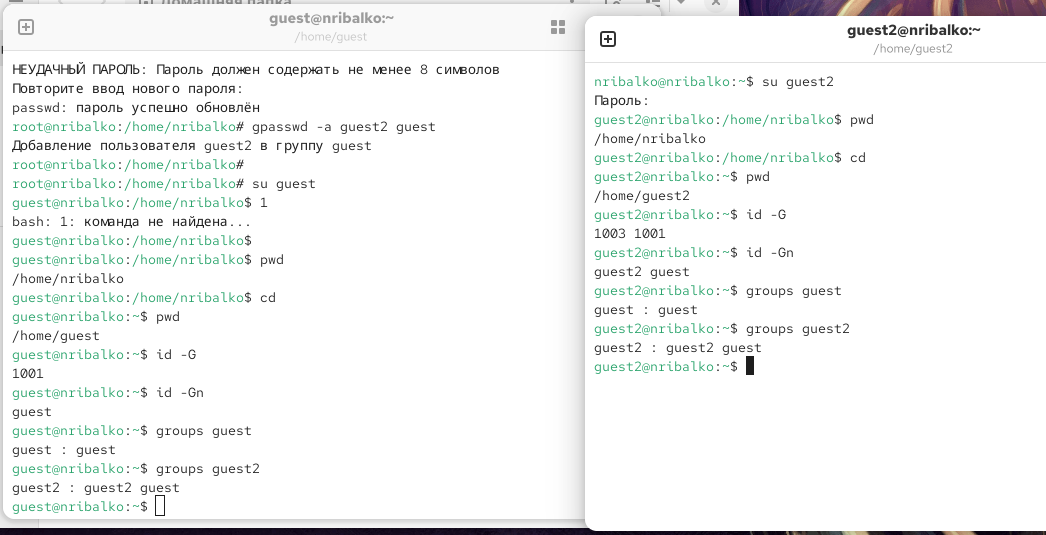 Домашняя папка
guest@nribalko:~
/home/guest
НЕУДАЧНЫЙ ПАРОЛЬ: Пароль должен содержать не менее 8 символов
Повторите ввод нового пароля:
passwd: пароль успешно обновлён
root@nribalko:/home/nribalko# gpasswd -a guest2 guest
Добавление пользователя guest2 в группу guest
root@nribalko:/home/nribalko#
root@nribalko:/home/nribalko# su guest
guest@nribalko:/home/nribalko$ 1
bash: 1: команда не найдена...
guest@nribalko:/home/nribalko$
guest@nribalko:/home/nribalko$ pwd
/home/nribalko
guest@nribalko:/home/nribalko$ cd
guest@nribalko:~$ pwd
/home/guest
guest@nribalko:~$ id -G
1001
guest@nribalko:~$ id -Gn
guest
guest@nribalko:~$ groups guest
guest : guest
guest@nribalko:~$ groups guest2
guest2 : guest2 guest
guest@nribalko:~$
guest2@nribalko:~
/home/guest2
nribalko@nribalko:~$ su guest2
Пароль:
guest2@nribalko:/home/nribalko$ pwd
/home/nribalko
guest2@nribalko:/home/nribalko$ cd
guest2@nribalko:~$ pwd
/home/guest2
guest2@nribalko:~$ id -G
1003 1001
guest2@nribalko:~$ id -Gn
guest2 guest
guest2@nribalko:~$ groups guest
guest : guest
guest2@nribalko:~$ groups guest2
guest2 : guest2 guest
guest2@nribalko:~$